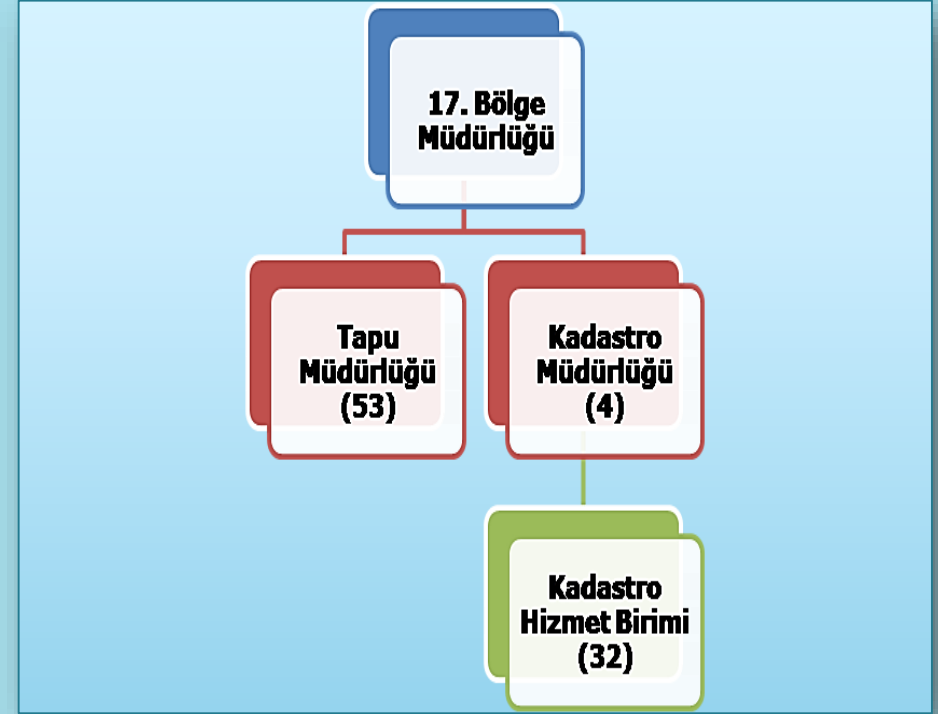 17. Bölge
Müdürlüğü
Tapu
Müdürlüğü
(53)
Kadastro
Müdürlüğü
(4)
Kadastro
Hizmet Birimi
(32)